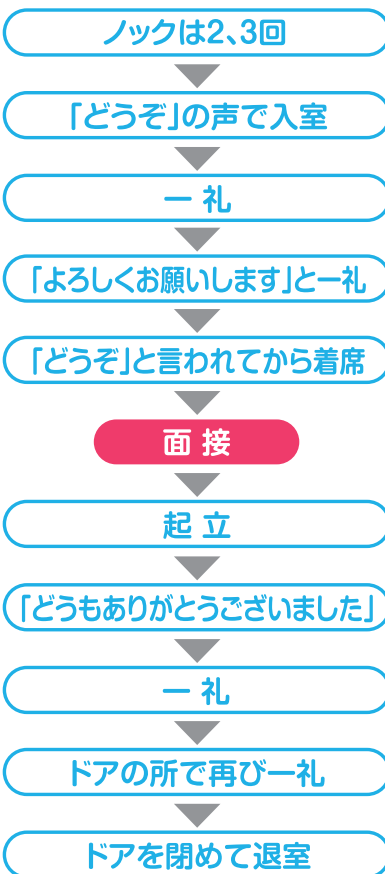 ノックは2、3回
「どうぞ」の声で入室
一 礼
「よろしくお願いします」と一礼
「どうぞ」と言われてから着席
面 接
起 立
「どうもありがとうございました」
一 礼
ドアの所で再び一礼
ドアを閉めて退室